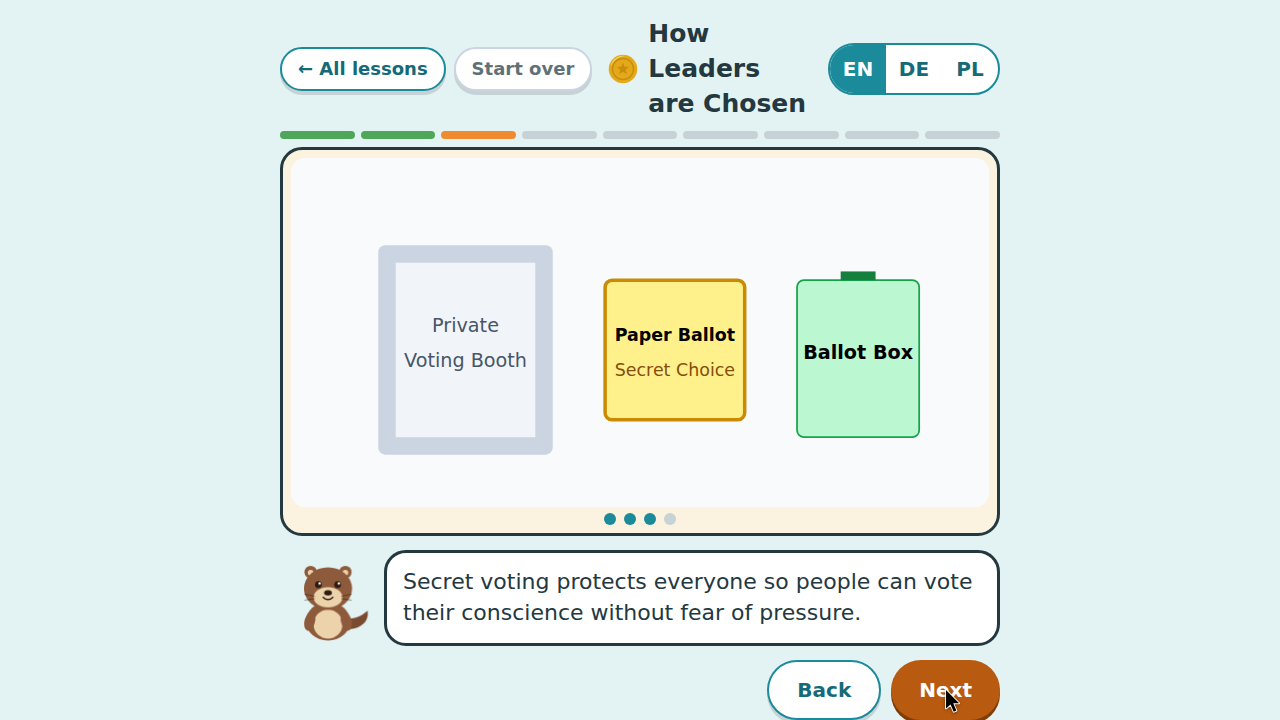 ← All lessons
Start over
How
Leaders
are Chosen
EN DE PL
Private
Voting Booth
Paper Ballot
Secret Choice
Ballot Box
Secret voting protects everyone so people can vote
their conscience without fear of pressure.
Back
Next